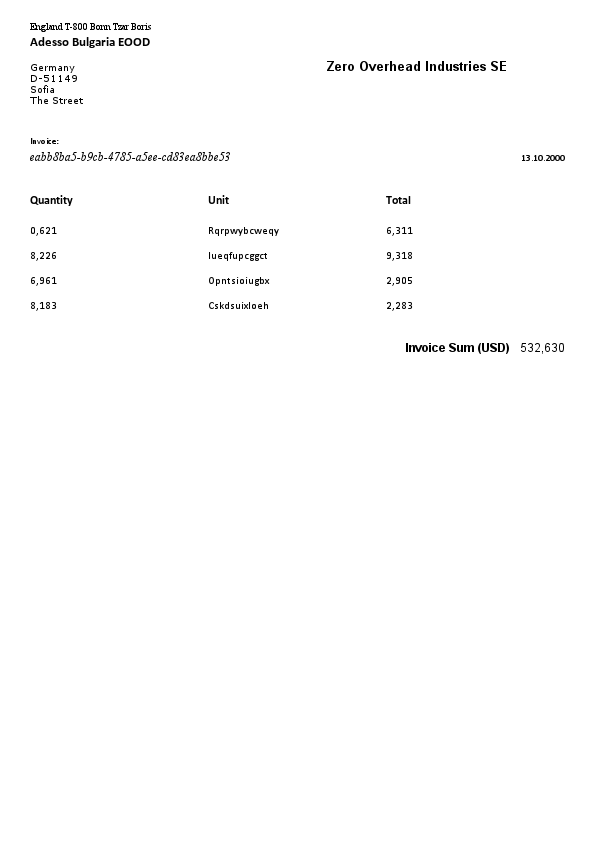 England T-800 Bonn Tzar Boris
Adesso Bulgaria EOOD
Germany
Zero Overhead Industries SE
D-51149
Sofia
The Street
Invoice:
eabb8ba5-b9cb-4785-a5ee-cd83ea8bbe53 13.10.2000
Quantity Unit Total
0,621 Rqrpwybcweqy 6,311
8,226 Iueqfupcggct 9,318
6,961 Opntsioiugbx 2,905
8,183 Cskdsuixloeh 2,283
Invoice Sum (USD) 532,630